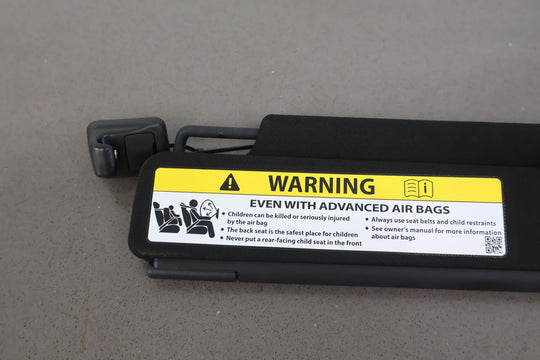 WARNING
EVEN WITH ADVANCED AIR BAGS
• Children can be killed or seriously injured
by the air bag
• The back seat is the safest place for children
• Never put a rear-facing child seat in the front
• Always use seat belts and child restraints
• See owner's manual for more information
about air bags